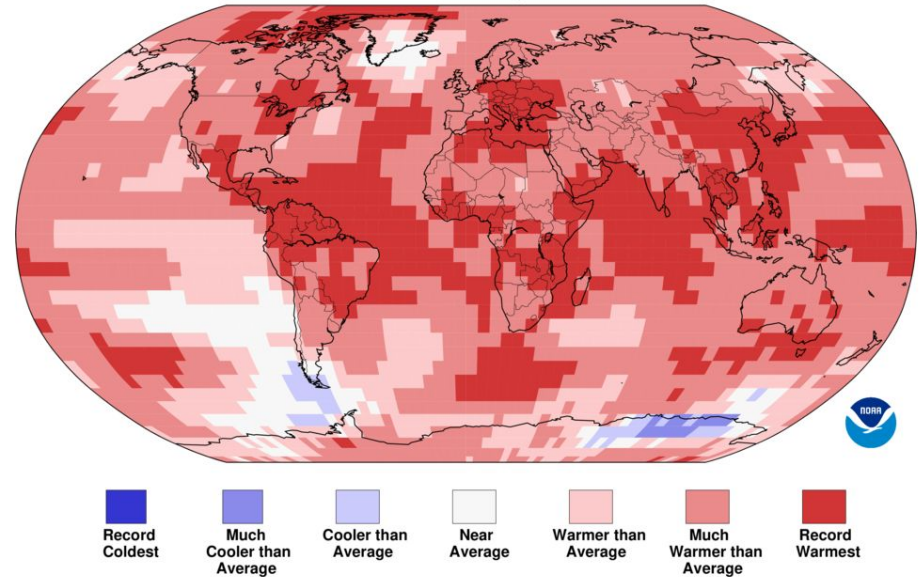 NOAA
Record
Coldest
Much
Cooler than
Average
Cooler than
Average
Near
Average
Warmer than
Average
Much
Warmer than
Average
Record
Warmest